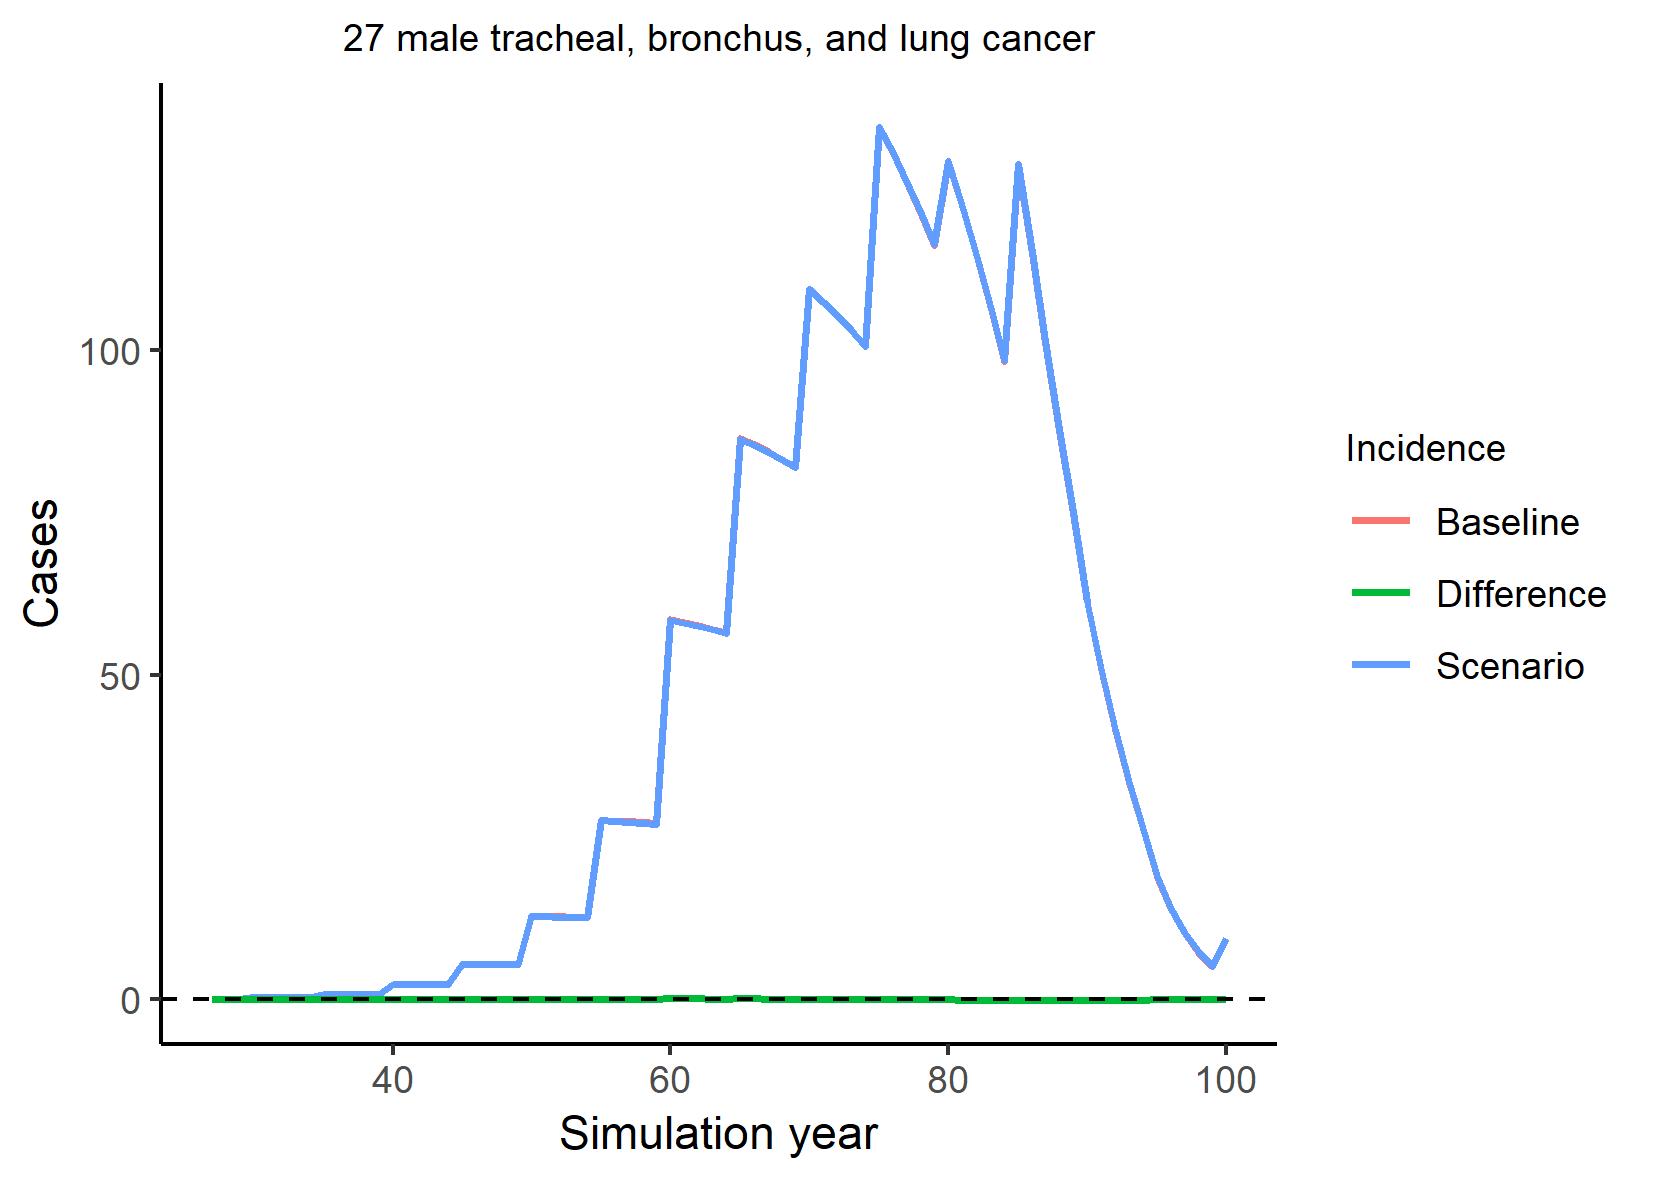 27 male tracheal, bronchus, and lung cancer
Cases
100
50
0
40
60
80
100
Simulation year
Incidence
Baseline
Difference
Scenario